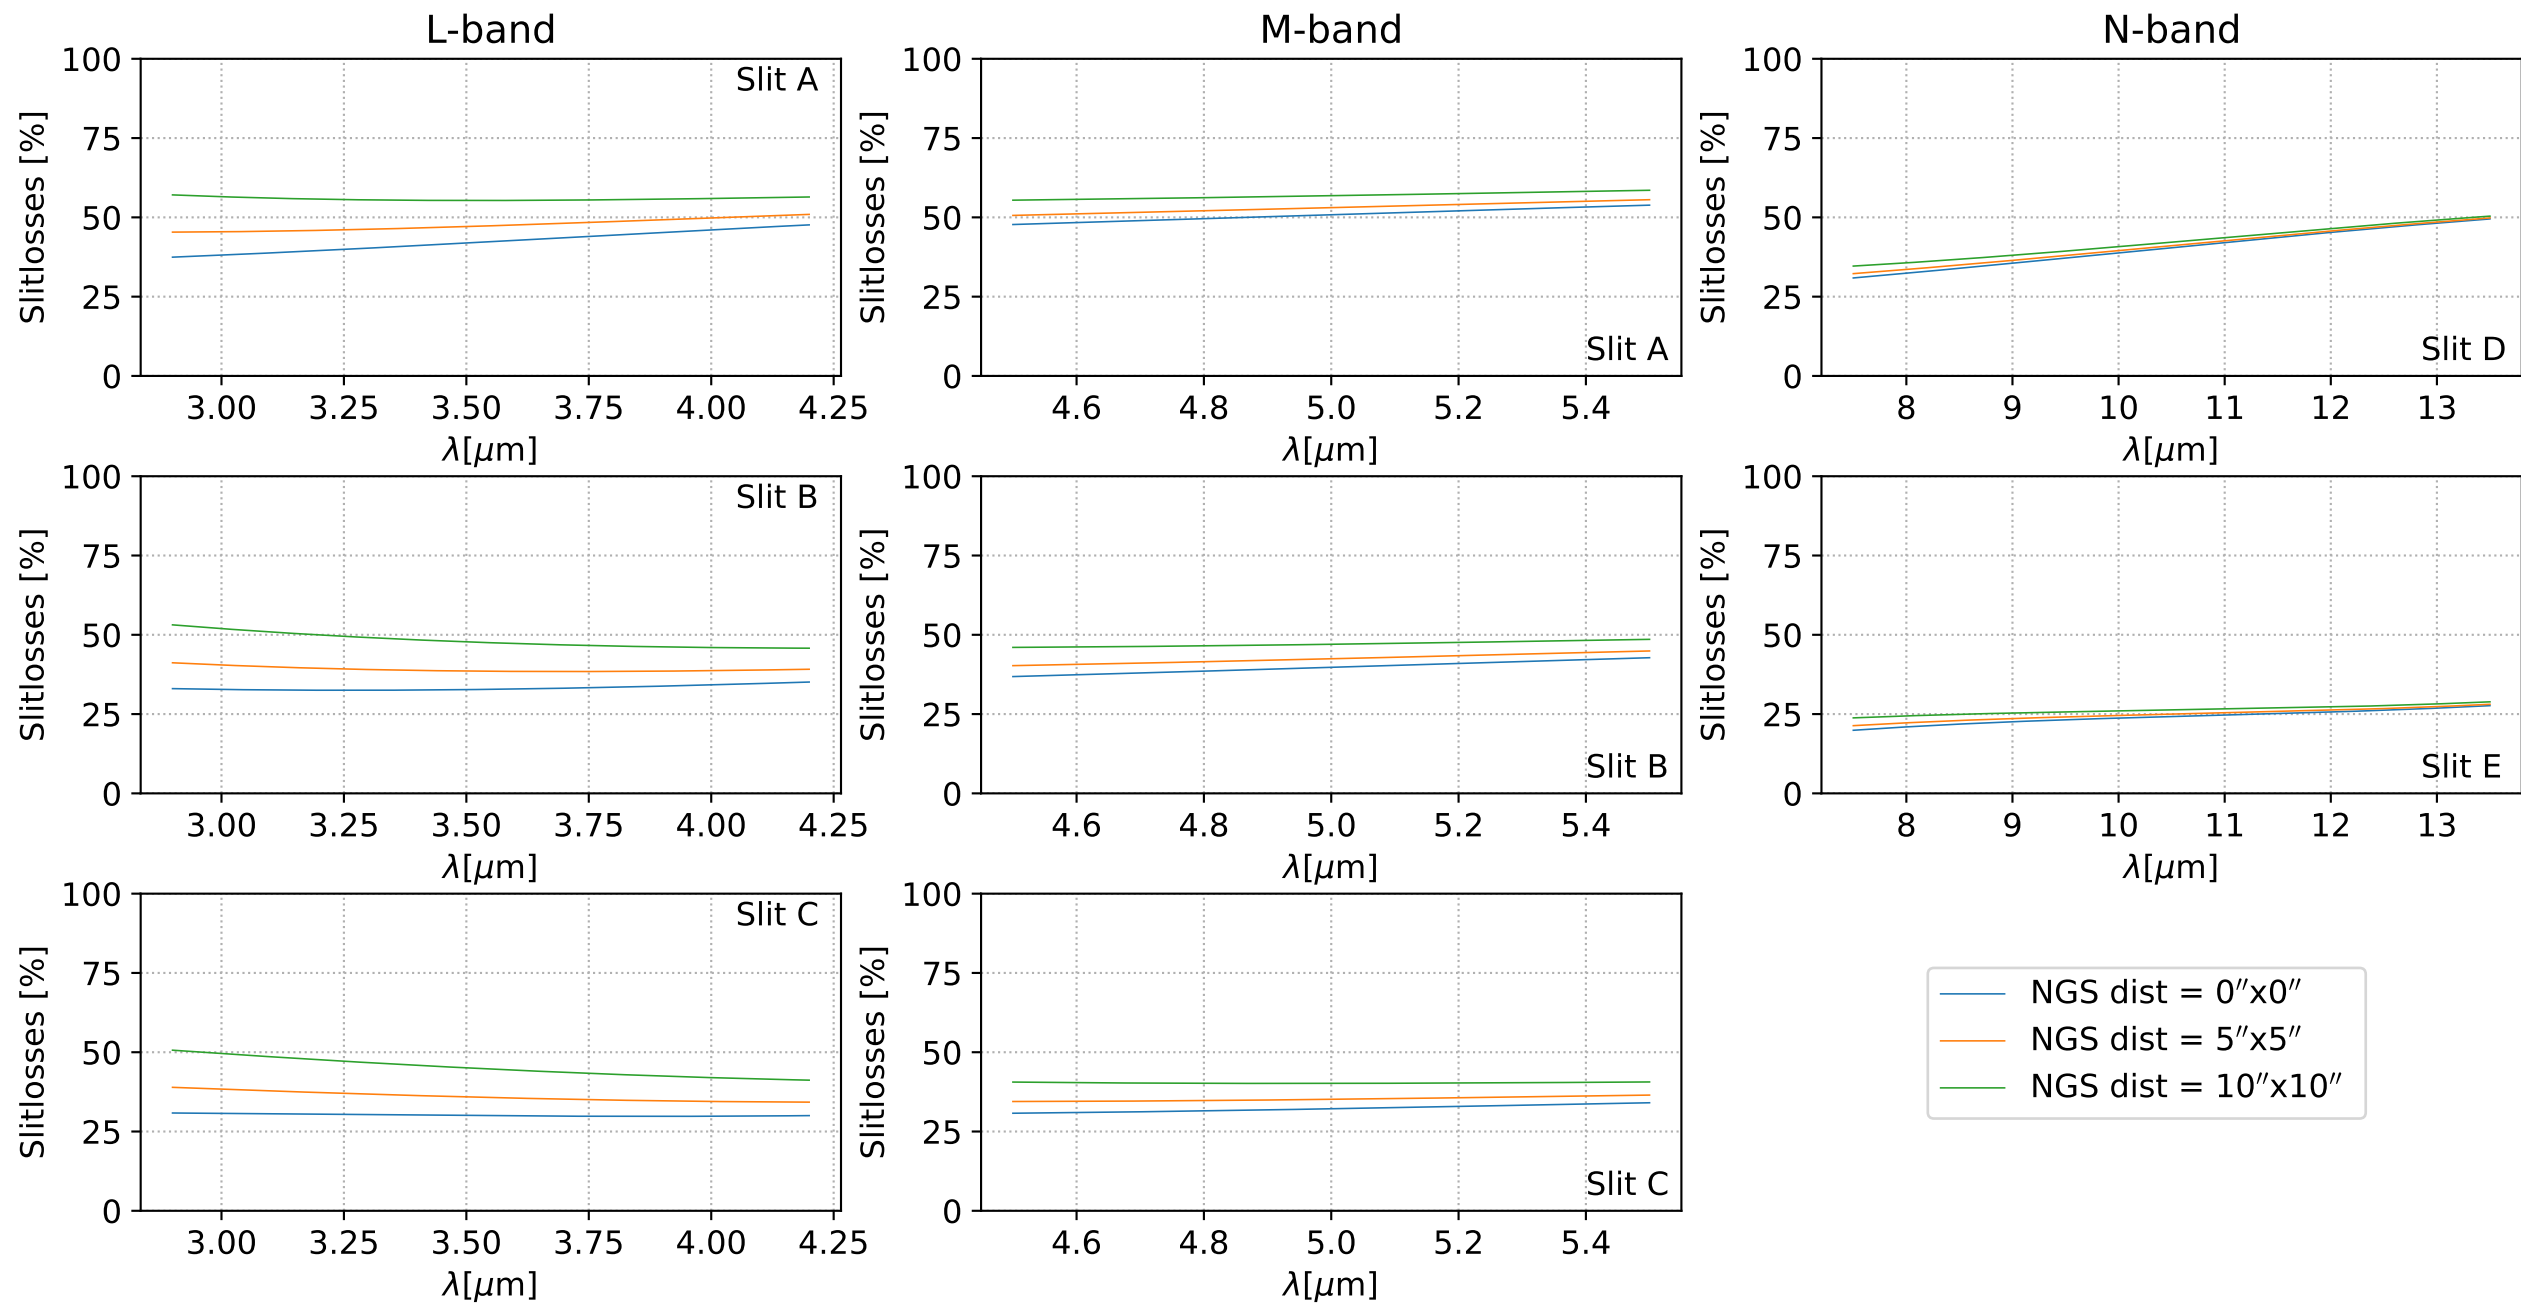 L-band
M-band
N-band
Slitlosses [%]
100
75
50
25
0
Slit A
3.00 3.25 3.50 3.75 4.00 4.25
λ[μm]
Slitlosses [%]
100
75
50
25
0
Slit A
4.6 4.8 5.0 5.2 5.4
λ[μm]
Slitlosses [%]
100
75
50
25
0
Slit D
8 9 10 11 12 13
λ[μm]
Slitlosses [%]
100
75
50
25
0
Slit B
3.00 3.25 3.50 3.75 4.00 4.25
λ[μm]
Slitlosses [%]
100
75
50
25
0
Slit B
4.6 4.8 5.0 5.2 5.4
λ[μm]
Slitlosses [%]
100
75
50
25
0
Slit E
8 9 10 11 12 13
λ[μm]
Slitlosses [%]
100
75
50
25
0
Slit C
3.00 3.25 3.50 3.75 4.00 4.25
λ[μm]
Slitlosses [%]
100
75
50
25
0
Slit C
4.6 4.8 5.0 5.2 5.4
λ[μm]
NGS dist = 0″x0″
NGS dist = 5″x5″
NGS dist = 10″x10″